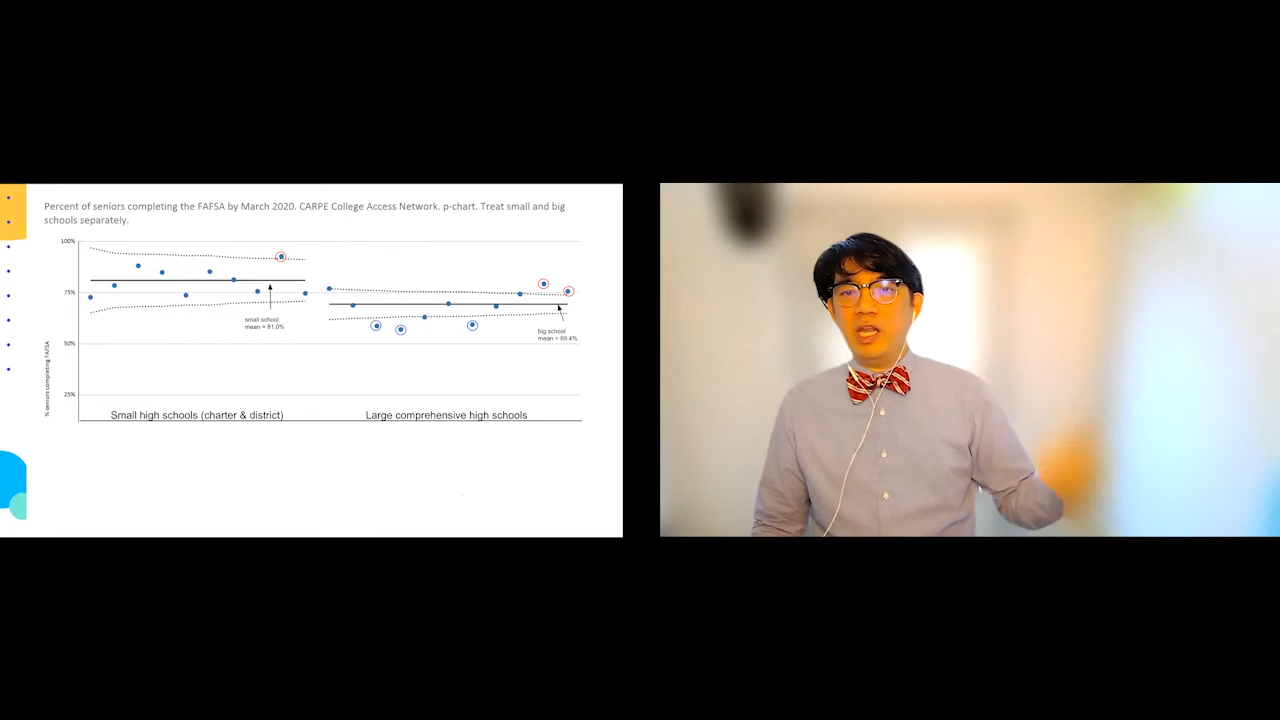 Percent of seniors completing the FAFSA by March 2020. CARPE College Access Network. p-chart. Treat small and big
schools separately.
100%
75%
50%
25%
% seniors completing FAFSA
small school
mean = 81.0%
big school
mean = 69.4%
Small high schools (charter & district)
Large comprehensive high schools